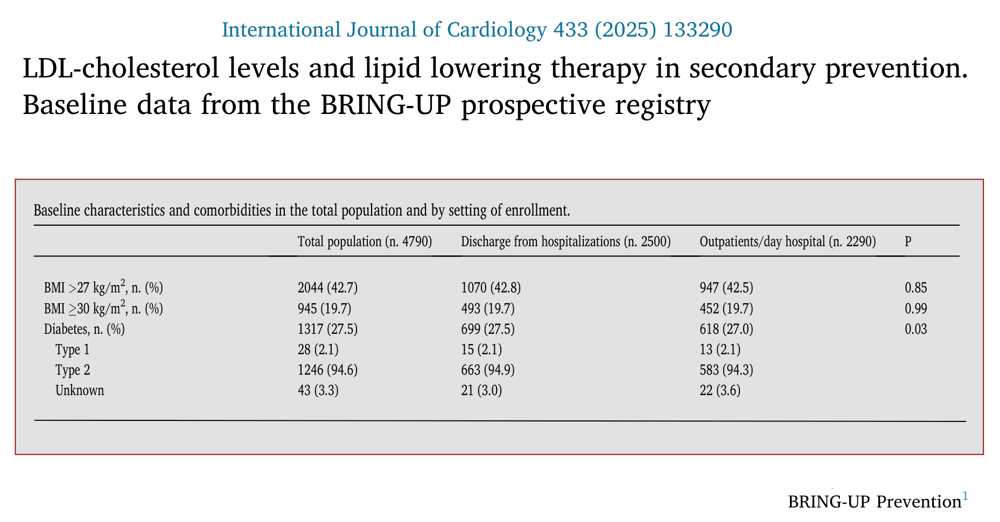 International Journal of Cardiology 433 (2025) 133290
LDL-cholesterol levels and lipid lowering therapy in secondary prevention.
Baseline data from the BRING-UP prospective registry
Baseline characteristics and comorbidities in the total population and by setting of enrollment.
Total population (n. 4790) Discharge from hospitalizations (n. 2500) Outpatients/day hospital (n. 2290) P
BMI >27 kg/m², n. (%) 2044 (42.7) 1070 (42.8) 947 (42.5) 0.85
BMI ≥30 kg/m², n. (%) 945 (19.7) 493 (19.7) 452 (19.7) 0.99
Diabetes, n. (%) 1317 (27.5) 699 (27.5) 618 (27.0) 0.03
Type 1 28 (2.1) 15 (2.1) 13 (2.1)
Type 2 1246 (94.6) 663 (94.9) 583 (94.3)
Unknown 43 (3.3) 21 (3.0) 22 (3.6)
BRING-UP Prevention¹